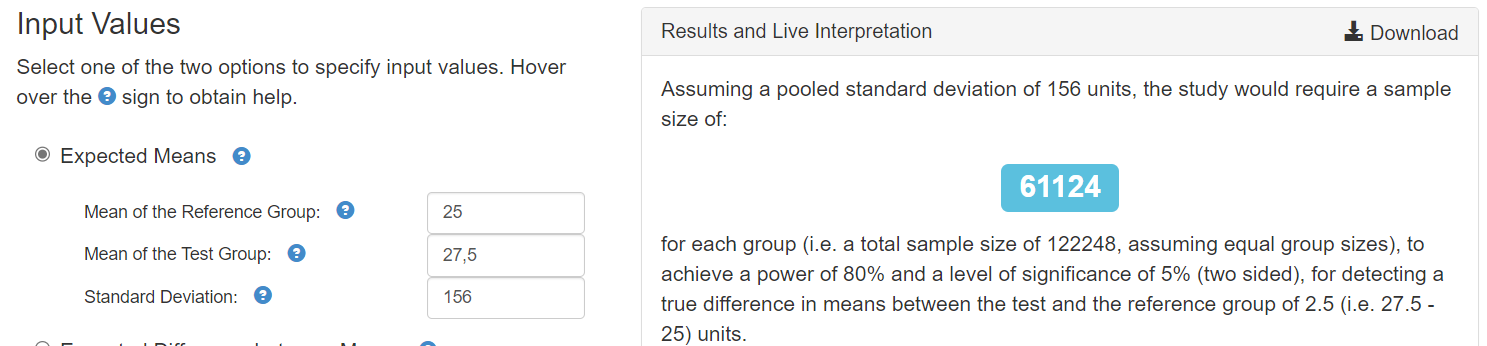 Input Values
Select one of the two options to specify input values. Hover
over the ? sign to obtain help.
Expected Means ?
Mean of the Reference Group: ? 25
Mean of the Test Group: ? 27,5
Standard Deviation: ? 156
Results and Live Interpretation
Download
Assuming a pooled standard deviation of 156 units, the study would require a sample
size of:
61124
for each group (i.e. a total sample size of 122248, assuming equal group sizes), to
achieve a power of 80% and a level of significance of 5% (two sided), for detecting a
true difference in means between the test and the reference group of 2.5 (i.e. 27.5 -
25) units.